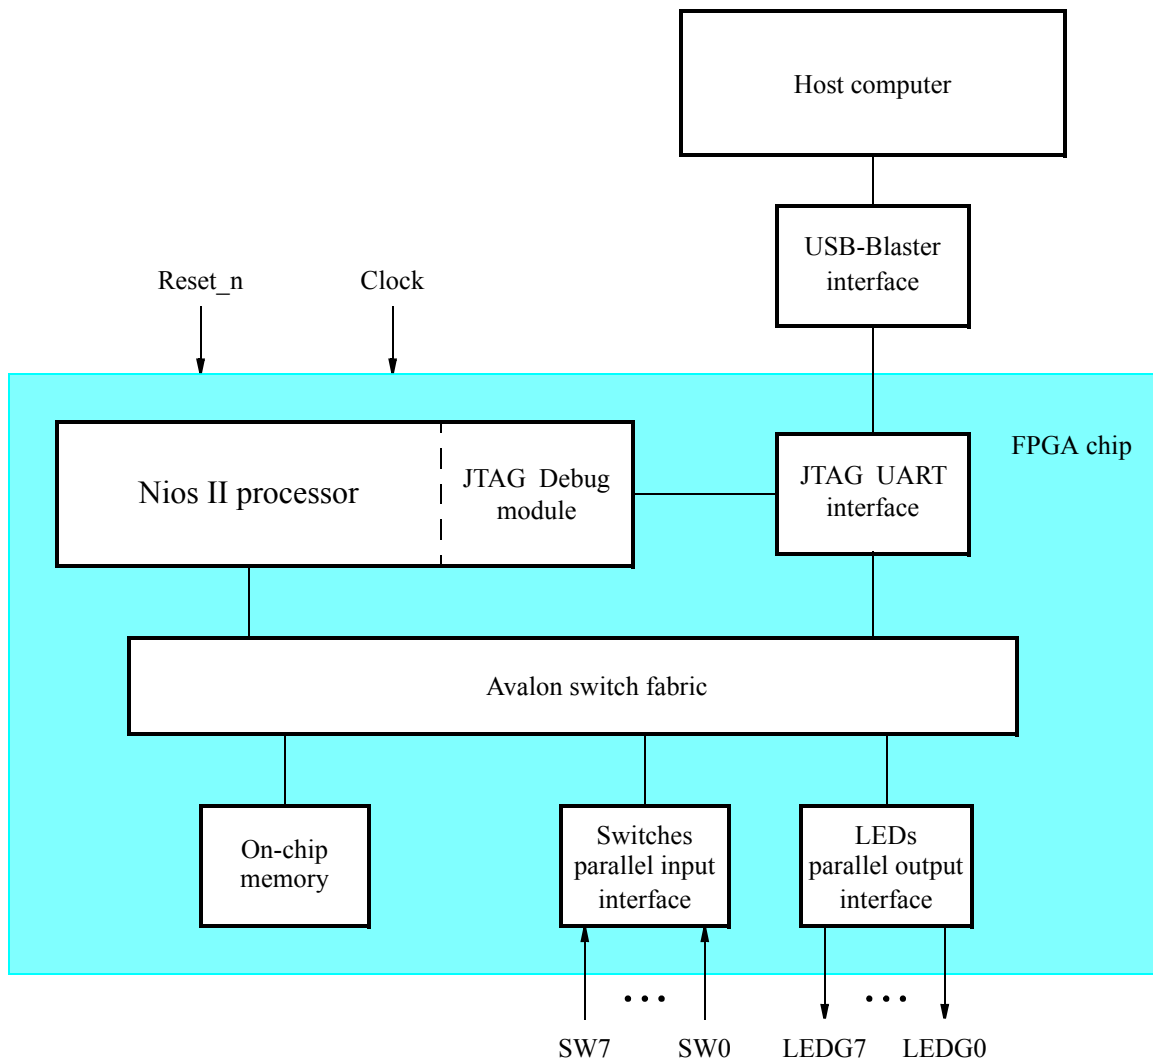 Host computer
USB-Blaster
interface
Reset_n
Clock
FPGA chip
Nios II processor
JTAG Debug
module
JTAG UART
interface
Avalon switch fabric
On-chip
memory
Switches
parallel input
interface
LEDs
parallel output
interface
SW7
SW0
LEDG7
LEDG0